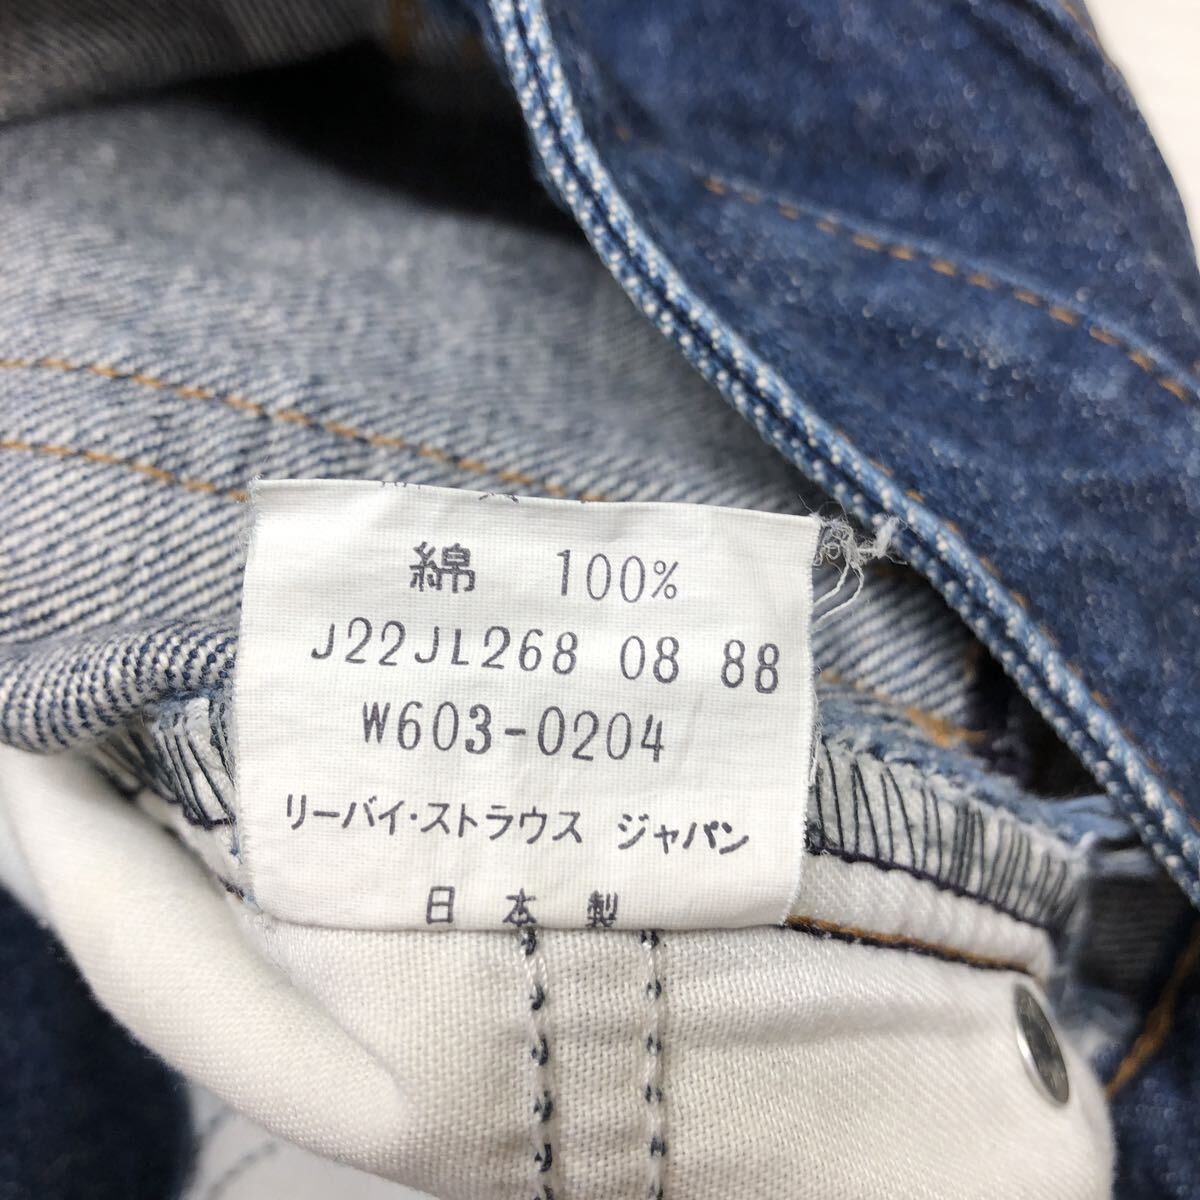 綿 100%
J22JL268 08 88
W603-0204
リーバイ・ストラウス ジャパン
日本製